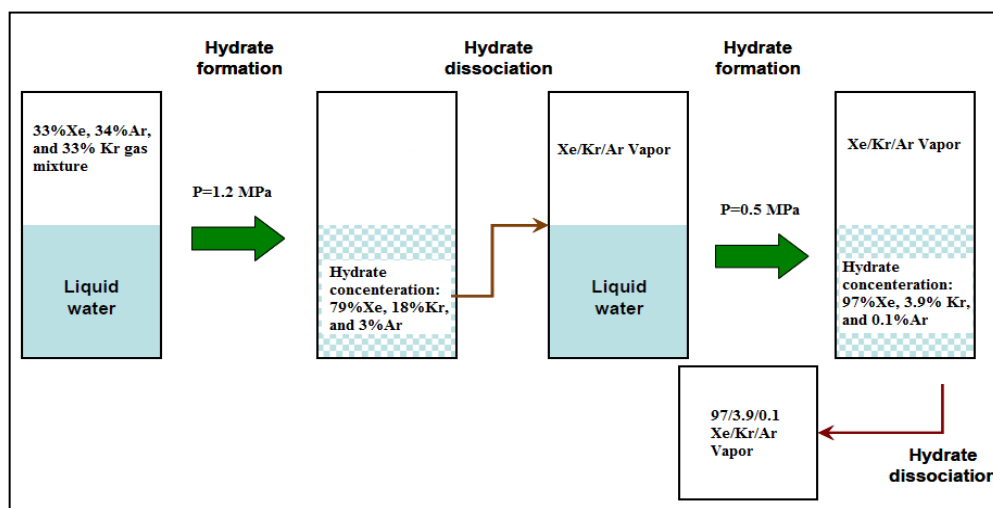 Hydrate
formation
Hydrate
dissociation
Hydrate
formation
33%Xe, 34%Ar,
and 33% Kr gas
mixture
Liquid
water
P=1.2 MPa
Hydrate
concenteration:
79%Xe, 18%Kr,
and 3%Ar
Xe/Kr/Ar Vapor
Liquid
water
P=0.5 MPa
Xe/Kr/Ar Vapor
Hydrate
concenteration:
97%Xe, 3.9% Kr,
and 0.1%Ar
97/3.9/0.1
Xe/Kr/Ar
Vapor
Hydrate
dissociation